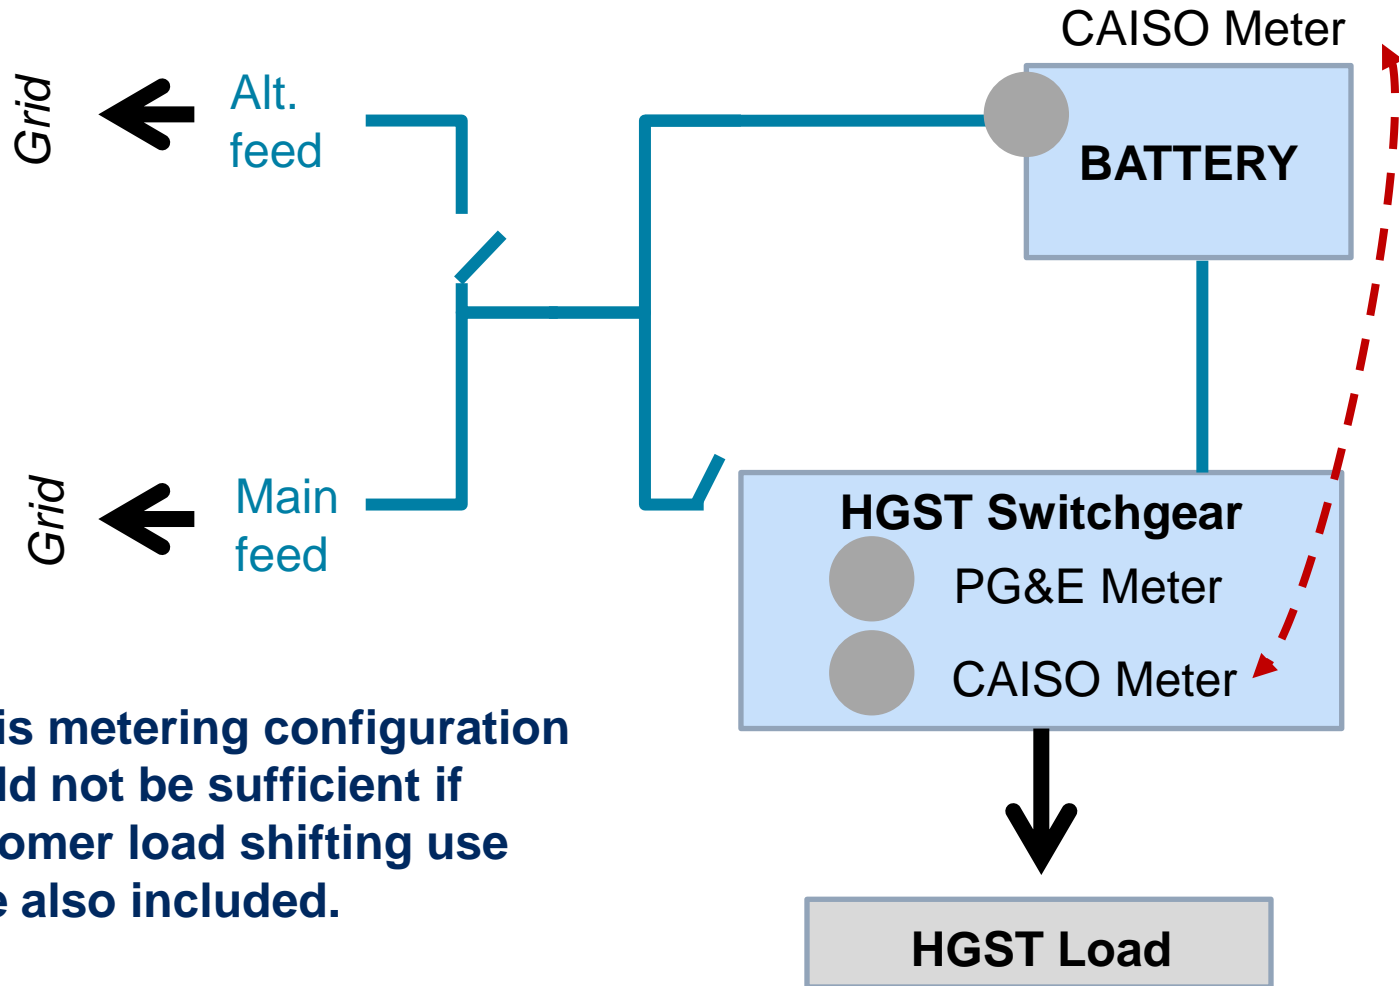 CAISO Meter
Grid
Alt.
feed
BATTERY
Grid
Main
feed
HGST Switchgear
PG&E Meter
CAISO Meter
is metering configuration
ld not be sufficient if
omer load shifting use
e also included.
HGST Load